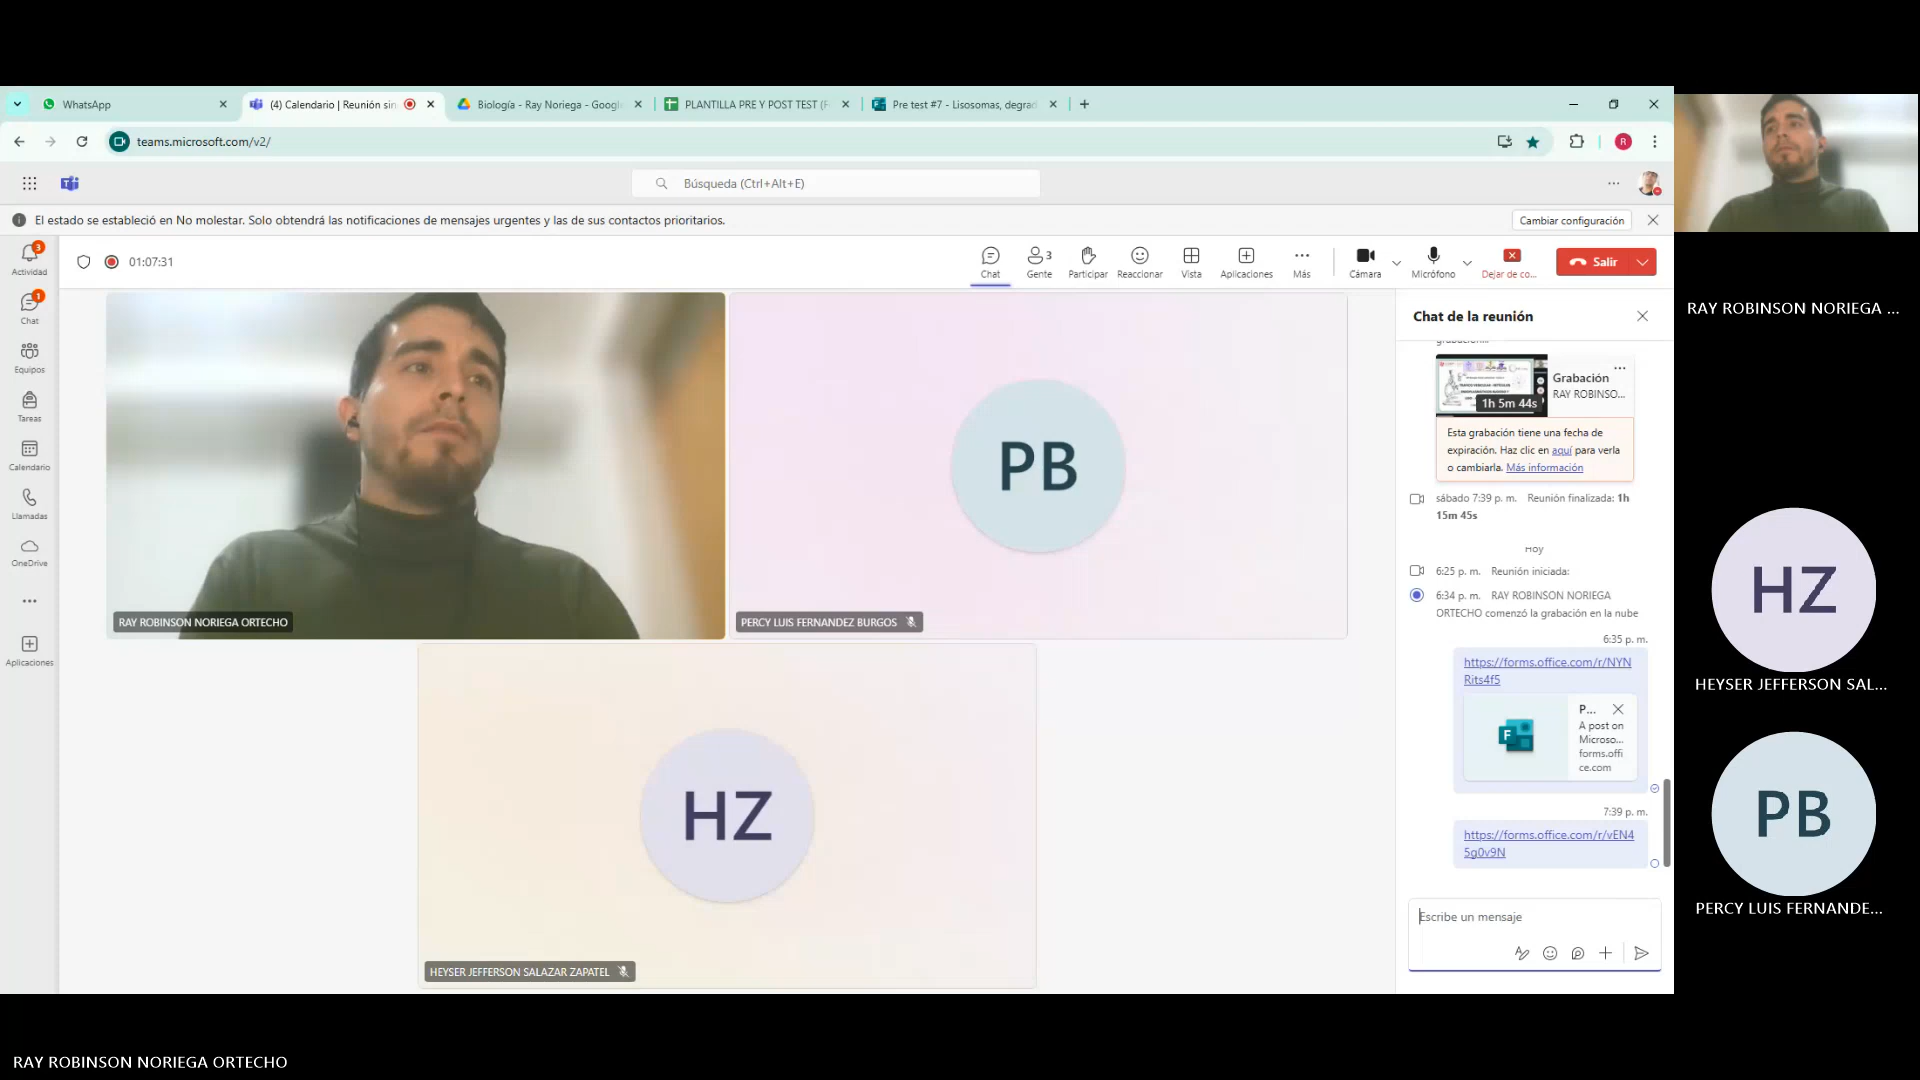 WhatsApp
(4) Calendario | Reunión sin
Biología - Ray Noriega - Google
PLANTILLA PRE Y POST TEST (F
Pre test #7 - Lisosomas, degrad
teams.microsoft.com/v2/
R
Búsqueda (Ctrl+Alt+E)
El estado se estableció en No molestar. Solo obtendrá las notificaciones de mensajes urgentes y las de sus contactos prioritarios.
Cambiar configuración
3
Actividad
1
Chat
Equipos
Tareas
Calendario
Llamadas
OneDrive
Aplicaciones
01:07:31
Chat
3
Gente
Participar
Reaccionar
Vista
Aplicaciones
Más
Cámara
Micrófono
Dejar de co...
Salir
RAY ROBINSON NORIEGA ORTECHO
PB
PERCY LUIS FERNANDEZ BURGOS
HZ
HEYSER JEFFERSON SALAZAR ZAPATEL
Chat de la reunión
grabación...
1h 5m 44s
Grabación
RAY ROBINSO...
Esta grabación tiene una fecha de
expiración. Haz clic en aquí para verla
o cambiarla. Más información
sábado 7:39 p. m. Reunión finalizada: 1h
15m 45s
Hoy
6:25 p. m. Reunión iniciada:
6:34 p. m. RAY ROBINSON NORIEGA
ORTECHO comenzó la grabación en la nube
6:35 p. m.
https://forms.office.com/r/NYN
Rits4f5
F
P...
A post on
Microso...
forms.offi
ce.com
7:39 p. m.
https://forms.office.com/r/vEN4
5g0v9N
Escribe un mensaje
RAY ROBINSON NORIEGA ...
HZ
HEYSER JEFFERSON SAL...
PB
PERCY LUIS FERNANDE...
RAY ROBINSON NORIEGA ORTECHO